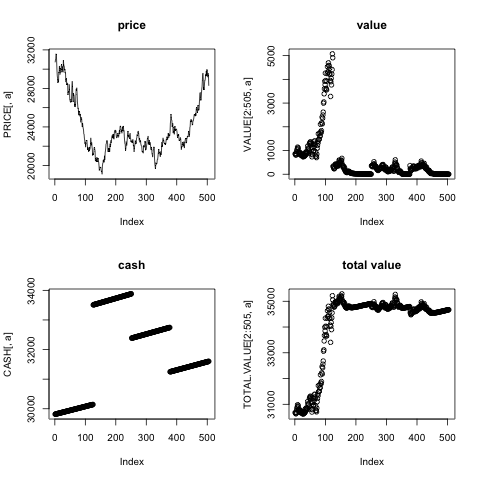 price
PRICE[, a]
20000 24000 28000 32000
0 100 200 300 400 500
Index
value
VALUE[2:505, a]
0 1000 3000 5000
0 100 200 300 400 500
Index
cash
CASH[, a]
30000 32000 34000
0 100 200 300 400 500
Index
total value
TOTAL.VALUE[2:505, a]
31000 33000 35000
0 100 200 300 400 500
Index